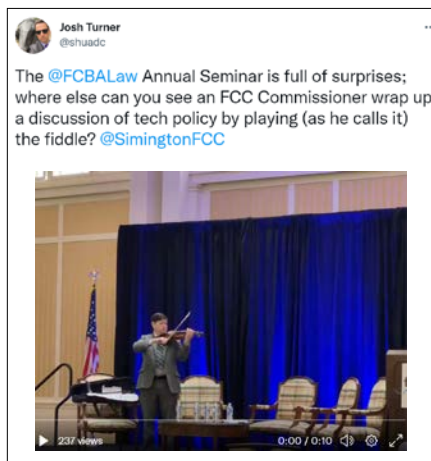 Josh Turner
@shuadc
The @FCBALaw Annual Seminar is full of surprises;
where else can you see an FCC Commissioner wrap up
a discussion of tech policy by playing (as he calls it)
the fiddle? @SimingtonFCC
237 views
0:00 / 0:10